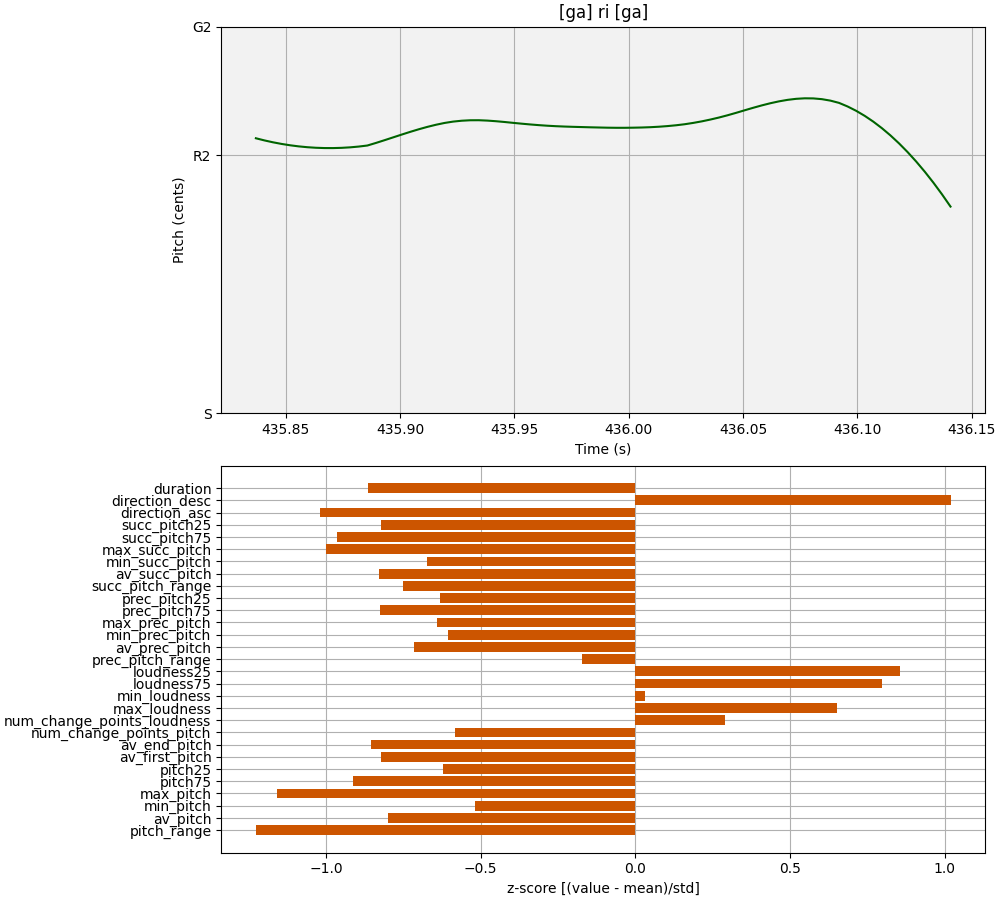 [ga] ri [ga]
G2
R2
S
Pitch (cents)
435.85 435.90 435.95 436.00 436.05 436.10 436.15
Time (s)
duration
direction_desc
direction_asc
succ_pitch25
succ_pitch75
max_succ_pitch
min_succ_pitch
av_succ_pitch
succ_pitch_range
prec_pitch25
prec_pitch75
max_prec_pitch
min_prec_pitch
av_prec_pitch
prec_pitch_range
loudness25
loudness75
min_loudness
max_loudness
num_change_points_loudness
num_change_points_pitch
av_end_pitch
av_first_pitch
pitch25
pitch75
max_pitch
min_pitch
av_pitch
pitch_range
−1.0 −0.5 0.0 0.5 1.0
z-score [(value - mean)/std]